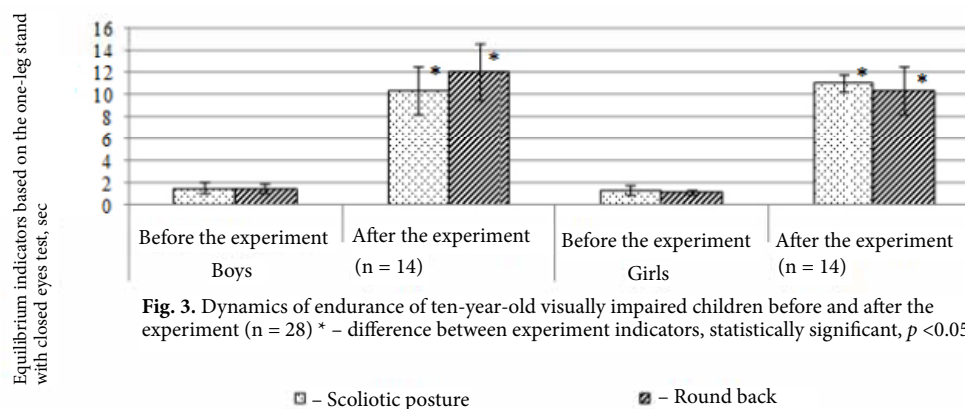 Equilibrium indicators based on the one-leg stand
with closed eyes test, sec
16
14
12
10
8
6
4
2
0
* * * *
Before the experiment After the experiment Before the experiment After the experiment
Boys (n = 14) Girls (n = 14)
Fig. 3. Dynamics of endurance of ten-year-old visually impaired children before and after the
experiment (n = 28) * – difference between experiment indicators, statistically significant, p <0.05
– Scoliotic posture – Round back